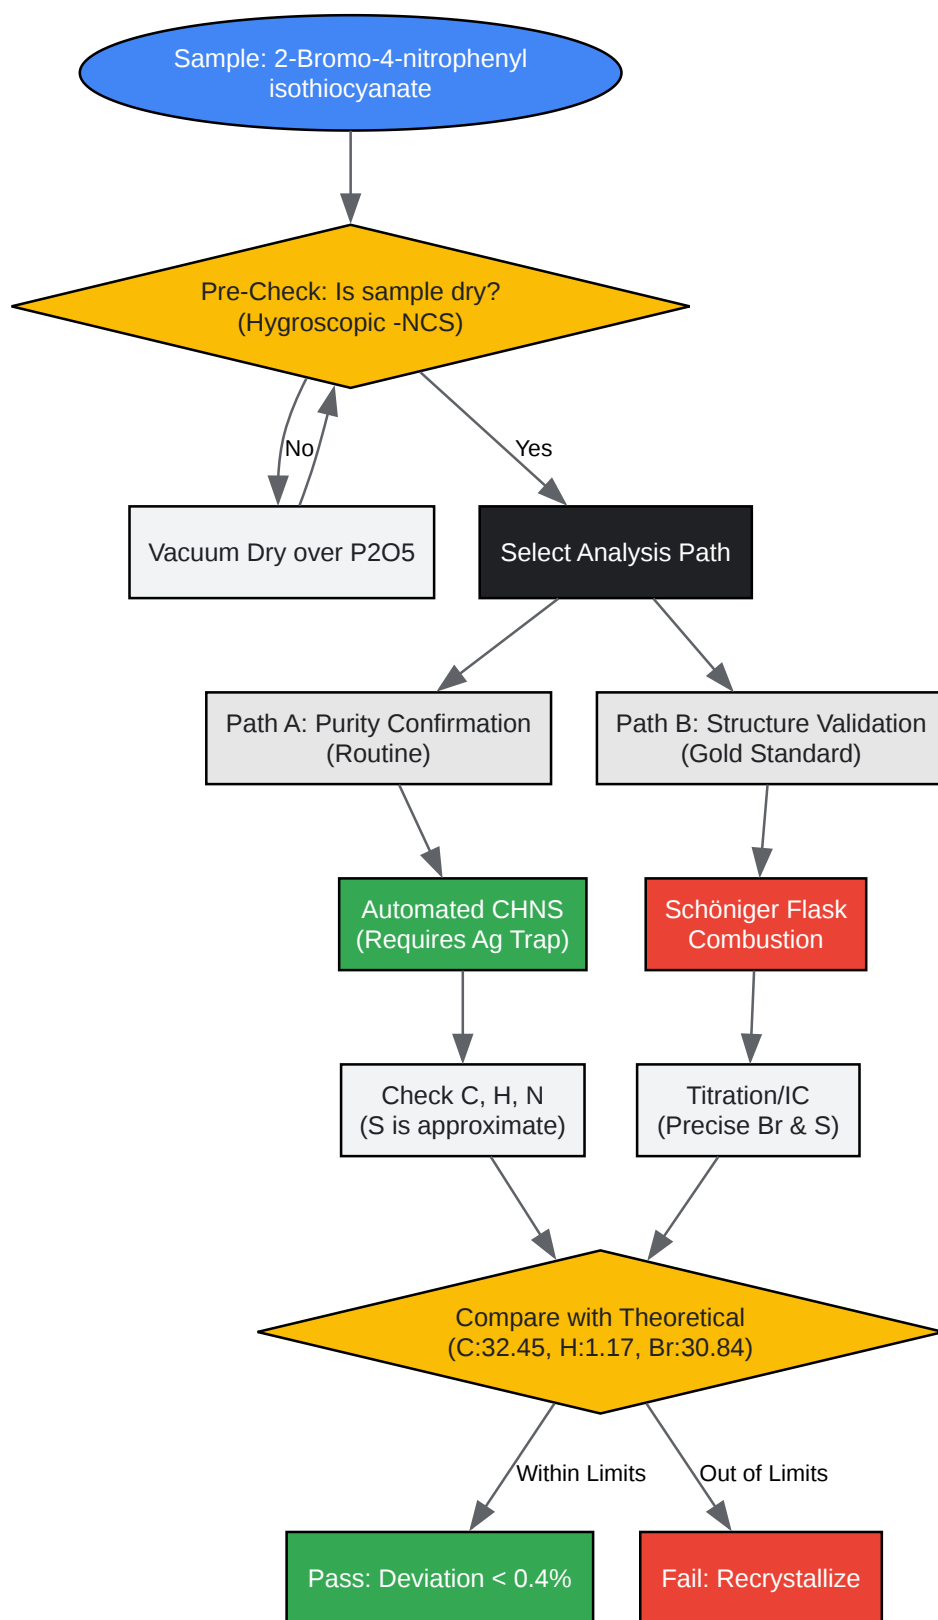 Sample: 2-Bromo-4-nitrophenyl
isothiocyanate
Pre-Check: Is sample dry?
(Hygroscopic -NCS)
No
Yes
Vacuum Dry over P2O5
Select Analysis Path
Path A: Purity Confirmation
(Routine)
Path B: Structure Validation
(Gold Standard)
Automated CHNS
(Requires Ag Trap)
Schöniger Flask
Combustion
Check C, H, N
(S is approximate)
Titration/IC
(Precise Br & S)
Compare with Theoretical
(C:32.45, H:1.17, Br:30.84)
Within Limits
Out of Limits
Pass: Deviation < 0.4%
Fail: Recrystallize